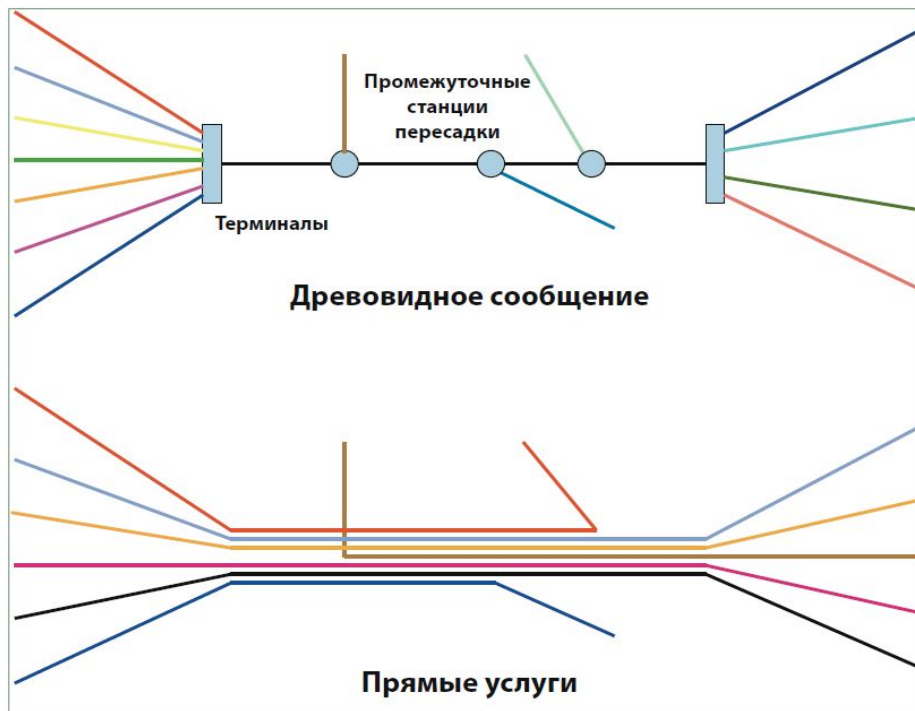 Промежуточные
станции
пересадки
Терминалы
Древовидное сообщение
Прямые услуги